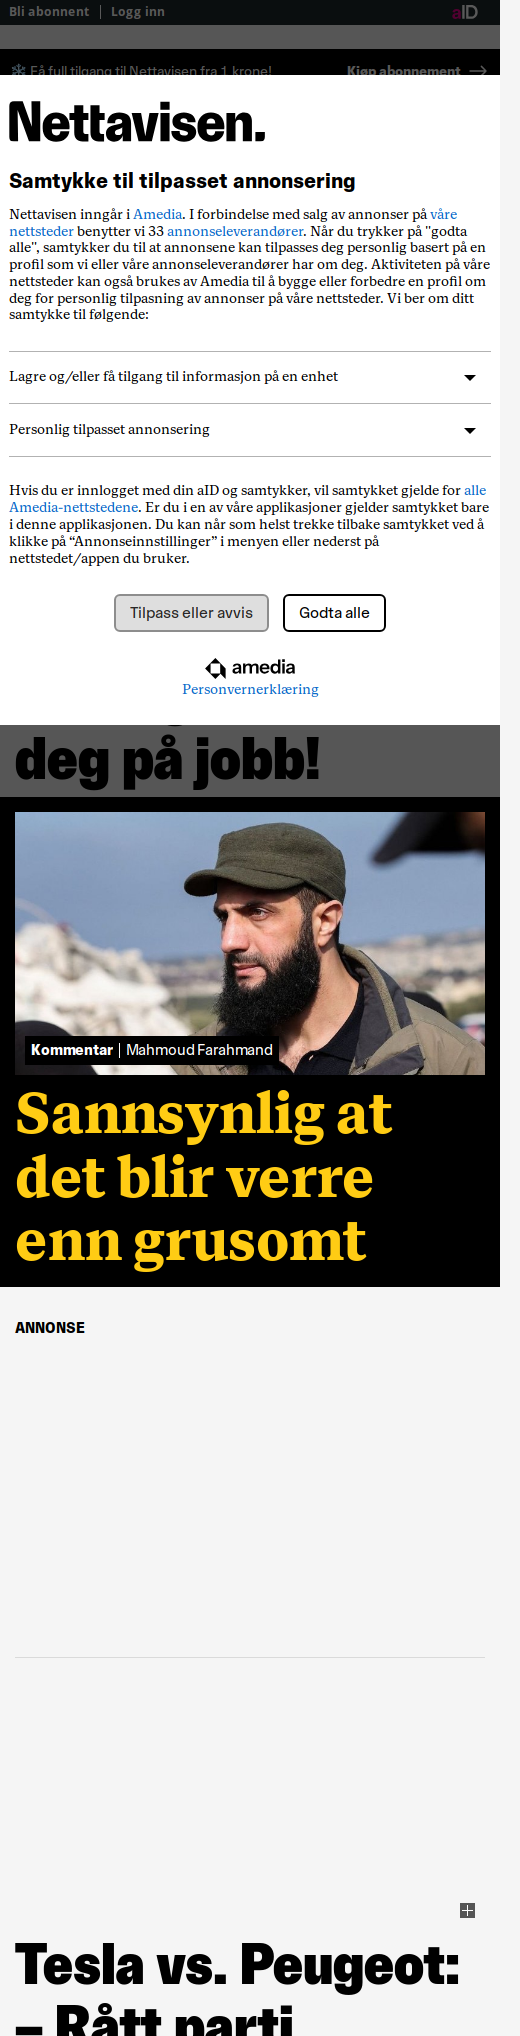 Bli abonnent | Logg inn aID
Få full tilgang til Nettavisen fra 1 krone! Kjøp abonnement
Nettavisen.
Samtykke til tilpasset annonsering
Nettavisen inngår i Amedia. I forbindelse med salg av annonser på våre
nettsteder benytter vi 33 annonseleverandører. Når du trykker på "godta
alle", samtykker du til at annonsene kan tilpasses deg personlig basert på en
profil som vi eller våre annonseleverandører har om deg. Aktiviteten på våre
nettsteder kan også brukes av Amedia til å bygge eller forbedre en profil om
deg for personlig tilpasning av annonser på våre nettsteder. Vi ber om ditt
samtykke til følgende:
Lagre og/eller få tilgang til informasjon på en enhet
Personlig tilpasset annonsering
Hvis du er innlogget med din aID og samtykker, vil samtykket gjelde for alle
Amedia-nettstedene. Er du i en av våre applikasjoner gjelder samtykket bare
i denne applikasjonen. Du kan når som helst trekke tilbake samtykket ved å
klikke på “Annonseinnstillinger” i menyen eller nederst på
nettstedet/appen du bruker.
Tilpass eller avvis Godta alle
amedia
Personvernerklæring
deg på jobb!
Kommentar | Mahmoud Farahmand
Sannsynlig at
det blir verre
enn grusomt
ANNONSE
Tesla vs. Peugeot:
– Rått parti